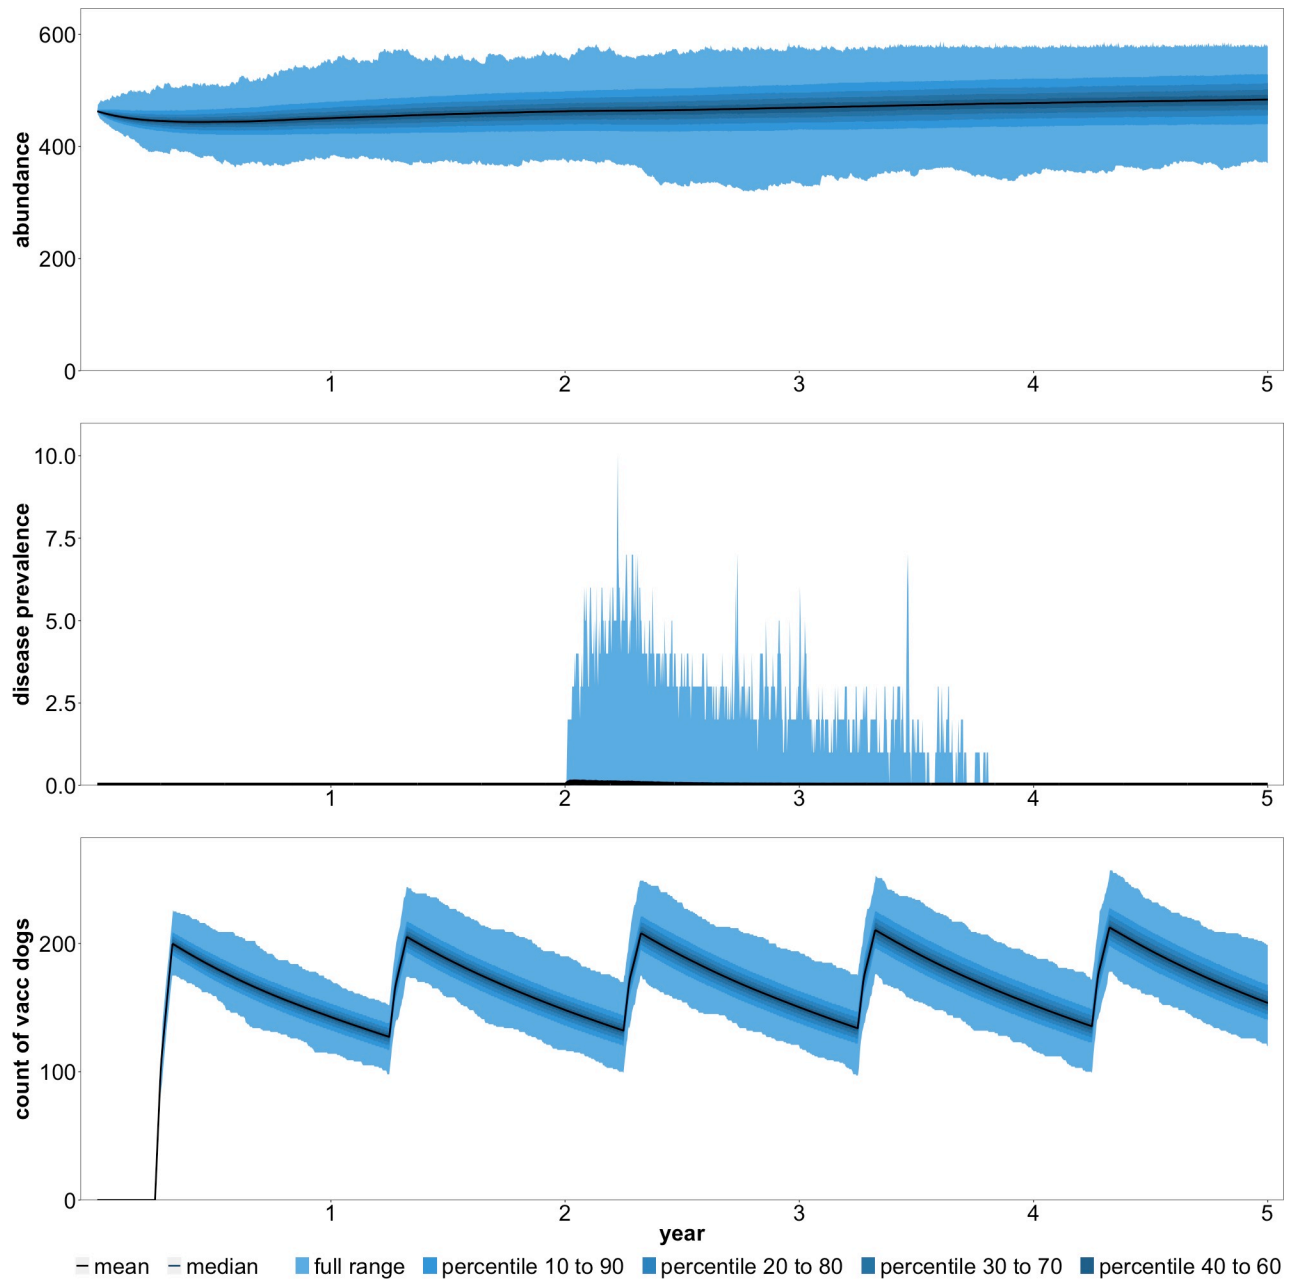 600
400
200
0
abundance
1 2 3 4 5
10.0
7.5
5.0
2.5
0.0
disease prevalence
1 2 3 4 5
200
100
0
count of vacc dogs
1 2 3 4 5
year
mean median full range percentile 10 to 90 percentile 20 to 80 percentile 30 to 70 percentile 40 to 60